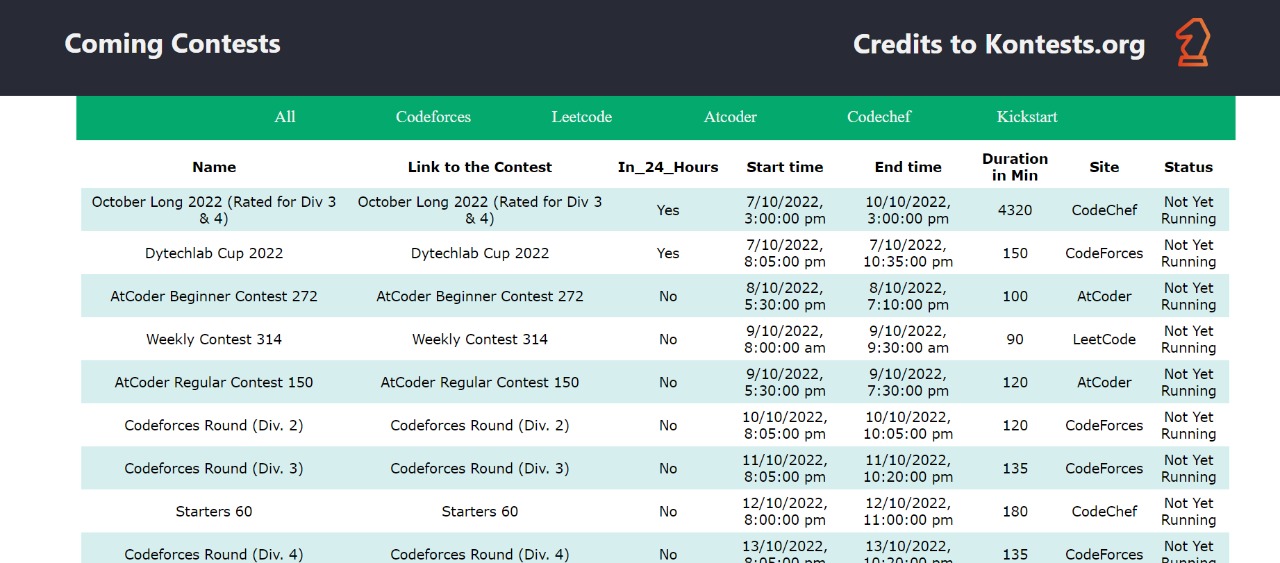 Coming Contests
Credits to Kontests.org
All Codeforces Leetcode Atcoder Codechef Kickstart
Name Link to the Contest In_24_Hours Start time End time Duration in Min Site Status
October Long 2022 (Rated for Div 3 & 4) October Long 2022 (Rated for Div 3 & 4) Yes 7/10/2022, 3:00:00 pm 10/10/2022, 3:00:00 pm 4320 CodeChef Not Yet Running
Dytechlab Cup 2022 Dytechlab Cup 2022 Yes 7/10/2022, 8:05:00 pm 7/10/2022, 10:35:00 pm 150 CodeForces Not Yet Running
AtCoder Beginner Contest 272 AtCoder Beginner Contest 272 No 8/10/2022, 5:30:00 pm 8/10/2022, 7:10:00 pm 100 AtCoder Not Yet Running
Weekly Contest 314 Weekly Contest 314 No 9/10/2022, 8:00:00 am 9/10/2022, 9:30:00 am 90 LeetCode Not Yet Running
AtCoder Regular Contest 150 AtCoder Regular Contest 150 No 9/10/2022, 5:30:00 pm 9/10/2022, 7:30:00 pm 120 AtCoder Not Yet Running
Codeforces Round (Div. 2) Codeforces Round (Div. 2) No 10/10/2022, 8:05:00 pm 10/10/2022, 10:05:00 pm 120 CodeForces Not Yet Running
Codeforces Round (Div. 3) Codeforces Round (Div. 3) No 11/10/2022, 8:05:00 pm 11/10/2022, 10:20:00 pm 135 CodeForces Not Yet Running
Starters 60 Starters 60 No 12/10/2022, 8:00:00 pm 12/10/2022, 11:00:00 pm 180 CodeChef Not Yet Running
Codeforces Round (Div. 4) Codeforces Round (Div. 4) No 13/10/2022, 8:05:00 pm 13/10/2022, 10:20:00 pm 135 CodeForces Not Yet Running